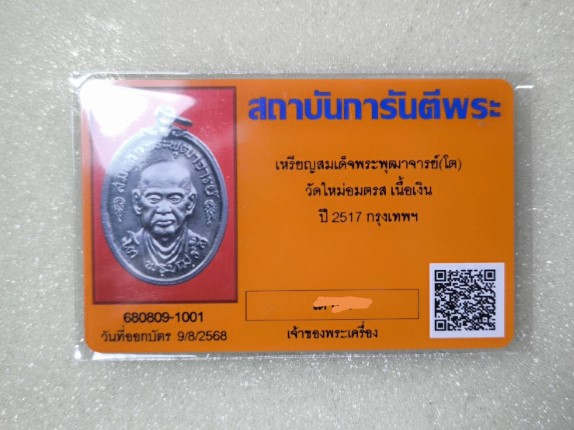 สถาบันการันตีพระ
เหรียญสมเด็จพระพุฒาจารย์(โต)
วัดใหม่อมตรส เนื้อเงิน
ปี 2517 กรุงเทพฯ
680809-1001
วันที่ออกบัตร 9/8/2568
เจ้าของพระเครื่อง